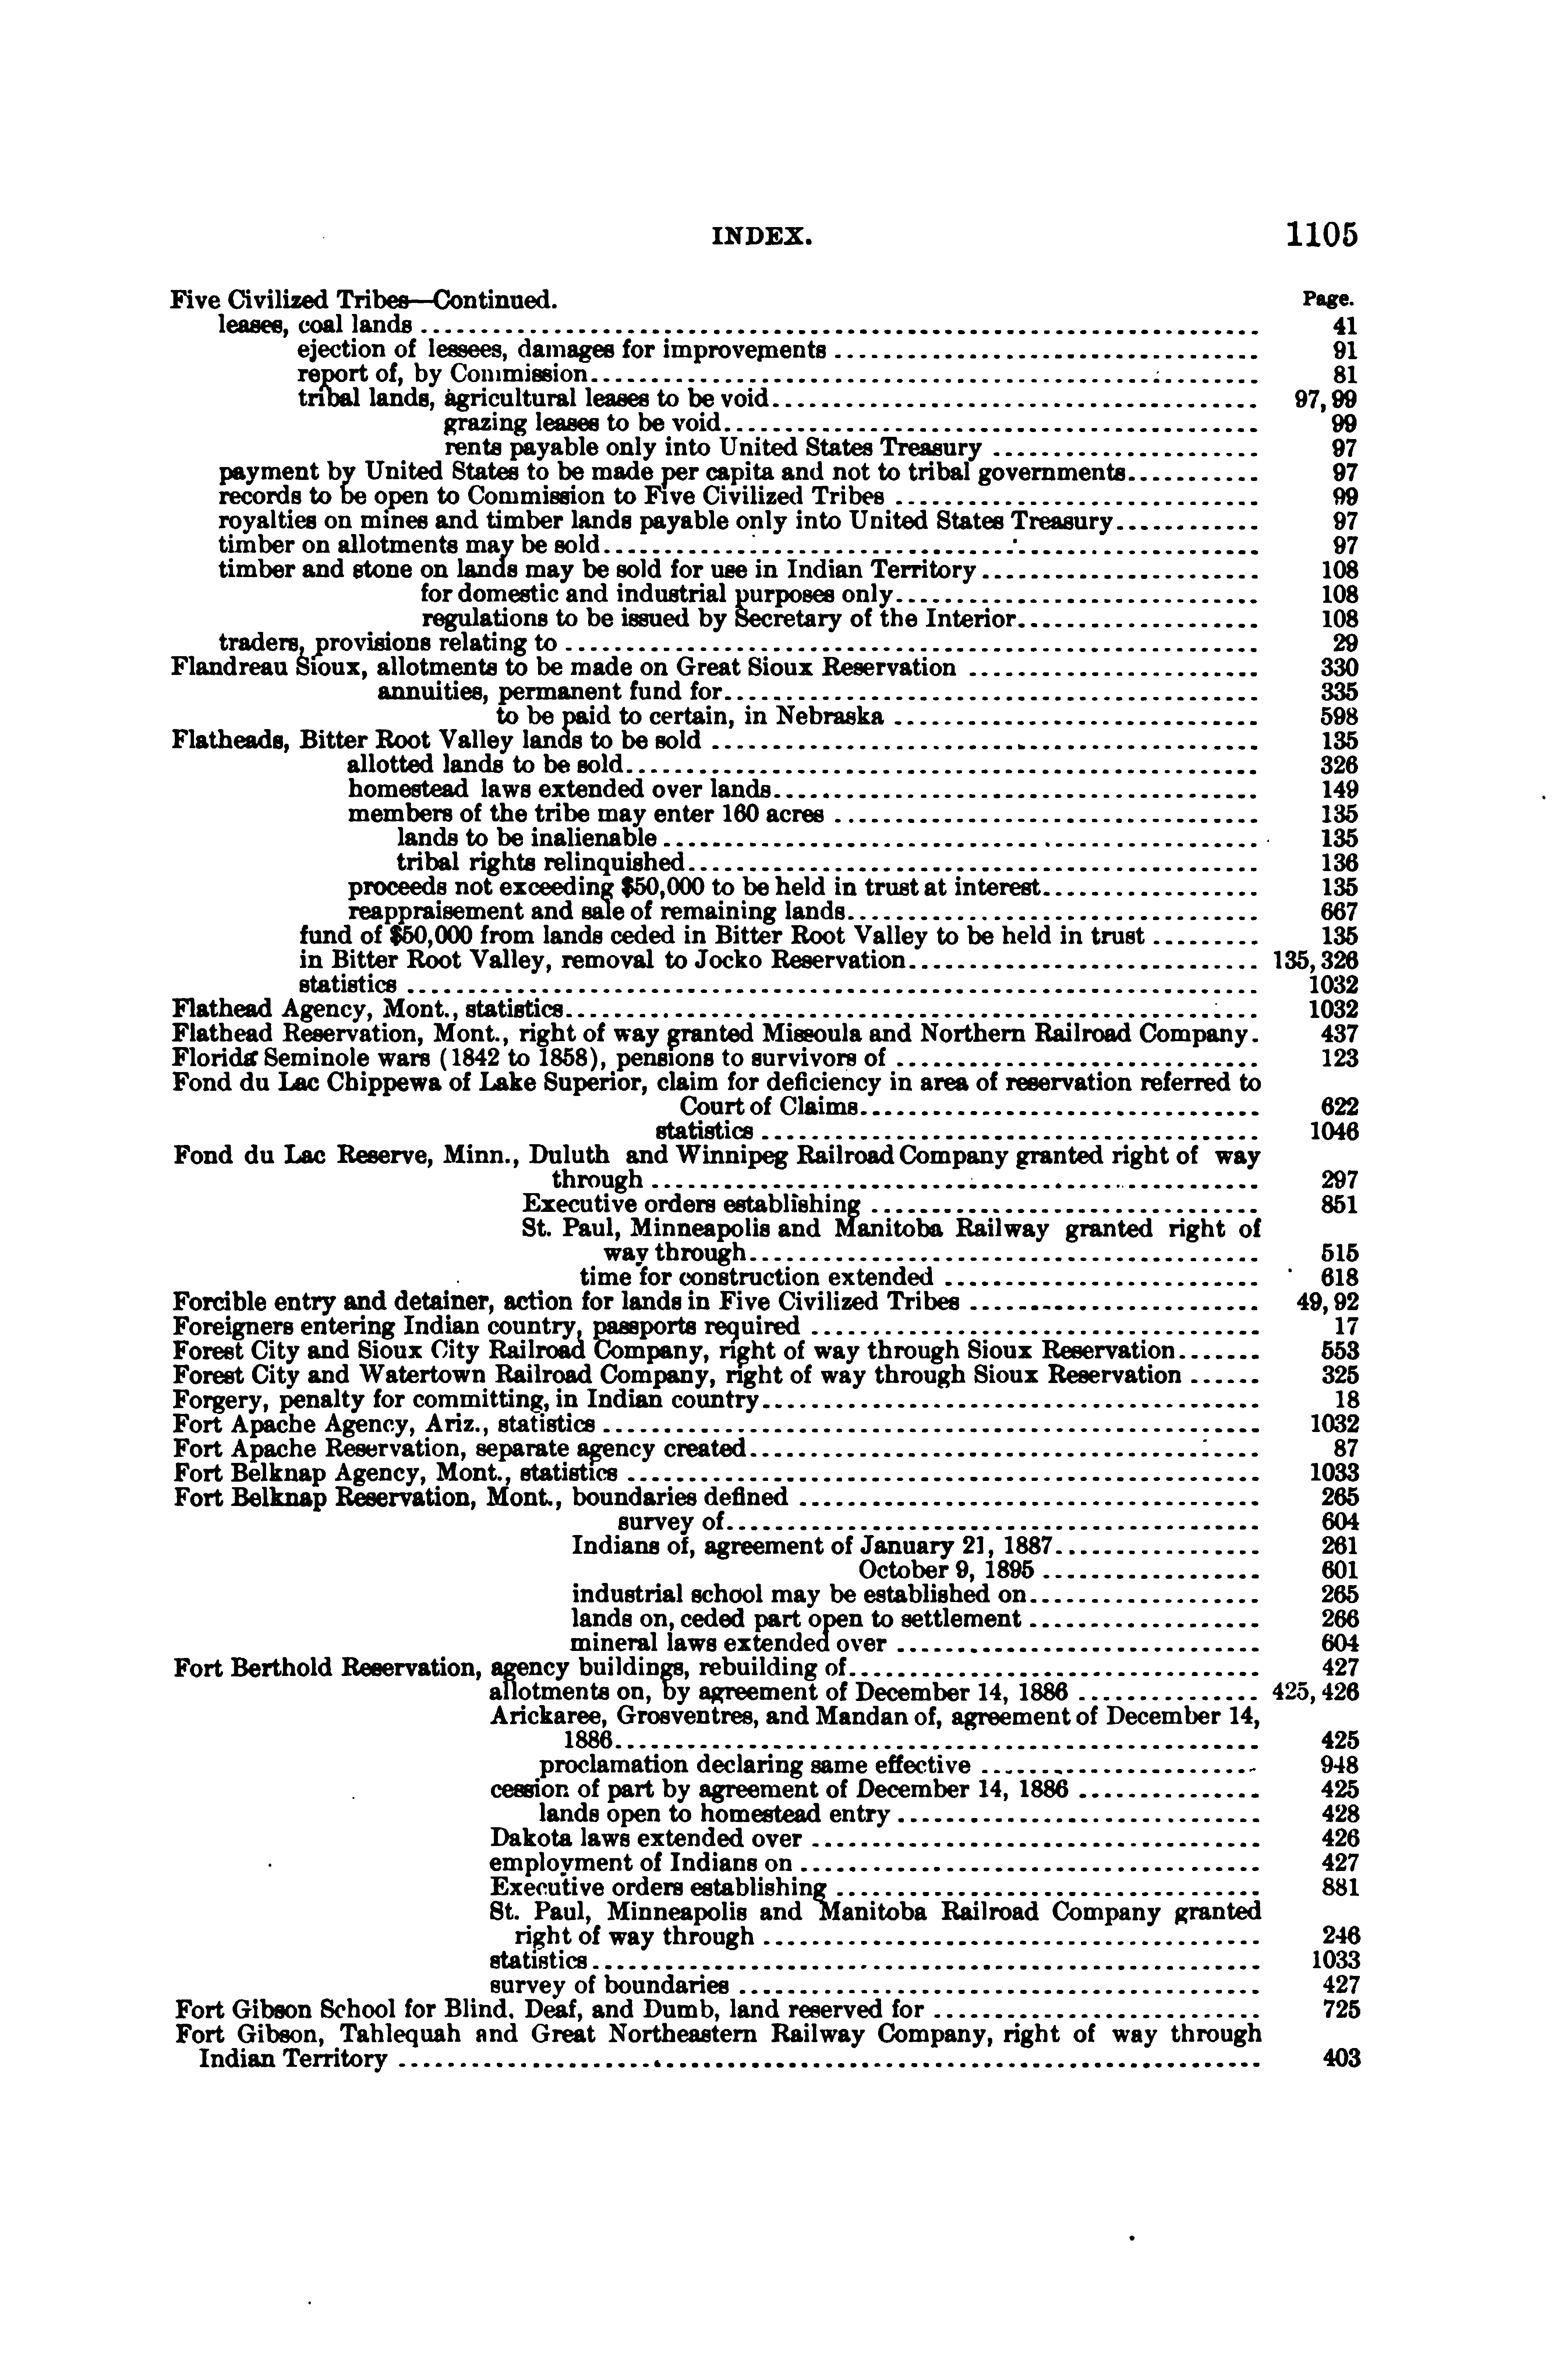 INDEX. 1105
Five Civilized Tribes—Continued. Page.
leases, coal lands 41
ejection of lessees, damages for improvements 91
report of, by Commission 81
tribal lands, agricultural leases to be void 97, 99
grazing leases to be void 99
rents payable only into United States Treasury 97
payment by United States to be made per capita and not to tribal governments 97
records to be open to Commission to Five Civilized Tribes 99
royalties on mines and timber lands payable only into United States Treasury 97
timber on allotments may be sold 97
timber and stone on lands may be sold for use in Indian Territory 108
for domestic and industrial purposes only 108
regulations to be issued by Secretary of the Interior 108
traders, provisions relating to 29
Flandreau Sioux, allotments to be made on Great Sioux Reservation 330
annuities, permanent fund for 335
to be paid to certain, in Nebraska 598
Flatheads, Bitter Root Valley lands to be sold 135
allotted lands to be sold 326
homestead laws extended over lands 149
members of the tribe may enter 160 acres 135
lands to be inalienable 135
tribal rights relinquished 136
proceeds not exceeding $50,000 to be held in trust at interest 135
reappraisement and sale of remaining lands 667
fund of $50,000 from lands ceded in Bitter Root Valley to be held in trust 135
in Bitter Root Valley, removal to Jocko Reservation 135, 326
statistics 1032
Flathead Agency, Mont., statistics 1032
Flathead Reservation, Mont., right of way granted Missoula and Northern Railroad Company. 437
Florida Seminole wars (1842 to 1858), pensions to survivors of 123
Fond du Lac Chippewa of Lake Superior, claim for deficiency in area of reservation referred to
Court of Claims 622
statistics 1046
Fond du Lac Reserve, Minn., Duluth and Winnipeg Railroad Company granted right of way
through 297
Executive orders establishing 851
St. Paul, Minneapolis and Manitoba Railway granted right of
way through 515
time for construction extended 618
Forcible entry and detainer, action for lands in Five Civilized Tribes 49, 92
Foreigners entering Indian country, passports required 17
Forest City and Sioux City Railroad Company, right of way through Sioux Reservation 553
Forest City and Watertown Railroad Company, right of way through Sioux Reservation 325
Forgery, penalty for committing, in Indian country 18
Fort Apache Agency, Ariz., statistics 1032
Fort Apache Reservation, separate agency created 87
Fort Belknap Agency, Mont., statistics 1033
Fort Belknap Reservation, Mont., boundaries defined 265
survey of 604
Indians of, agreement of January 21, 1887 261
October 9, 1895 601
industrial school may be established on 265
lands on, ceded part open to settlement 266
mineral laws extended over 604
Fort Berthold Reservation, agency buildings, rebuilding of 427
allotments on, by agreement of December 14, 1886 425, 426
Arickaree, Grosventres, and Mandan of, agreement of December 14,
1886 425
proclamation declaring same effective 948
cession of part by agreement of December 14, 1886 425
lands open to homestead entry 428
Dakota laws extended over 426
employment of Indians on 427
Executive orders establishing 881
St. Paul, Minneapolis and Manitoba Railroad Company granted
right of way through 246
statistics 1033
survey of boundaries 427
Fort Gibson School for Blind, Deaf, and Dumb, land reserved for 725
Fort Gibson, Tahlequah and Great Northeastern Railway Company, right of way through
Indian Territory 403